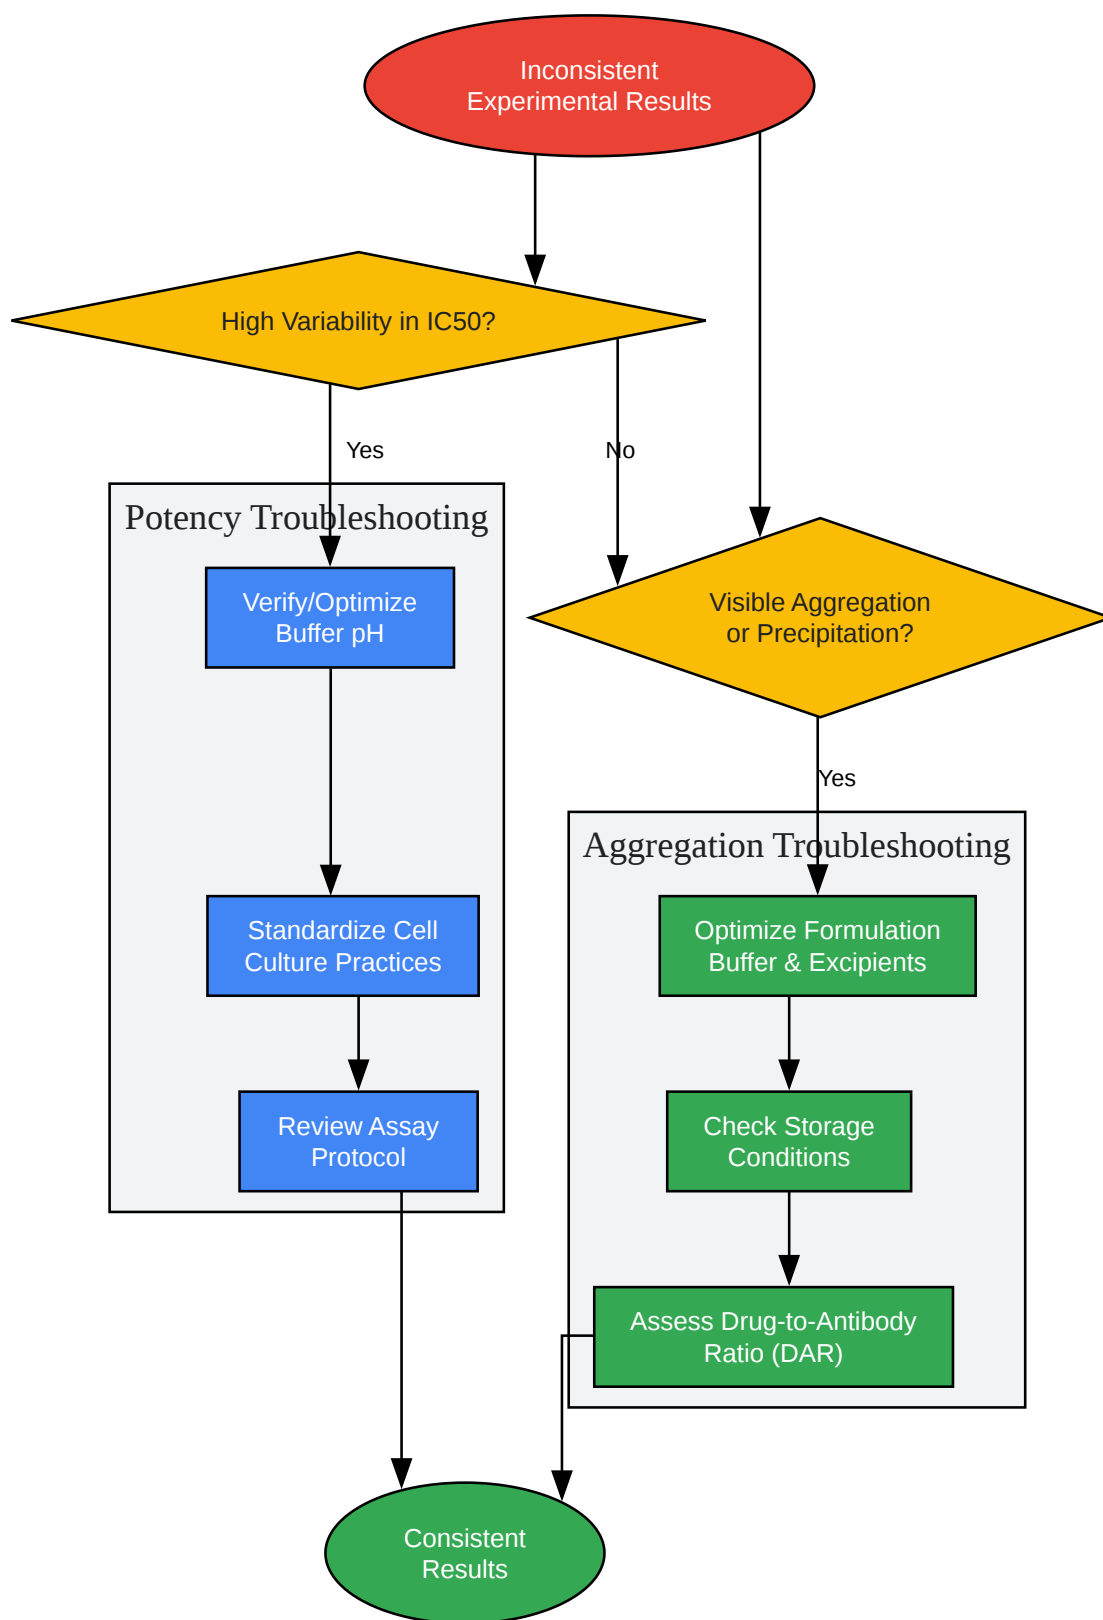 Inconsistent
Experimental Results
High Variability in IC50?
Yes
No
Potency Troubleshooting
Verify/Optimize
Buffer pH
Visible Aggregation
or Precipitation?
Yes
Aggregation Troubleshooting
Standardize Cell
Culture Practices
Optimize Formulation
Buffer & Excipients
Review Assay
Protocol
Check Storage
Conditions
Assess Drug-to-Antibody
Ratio (DAR)
Consistent
Results